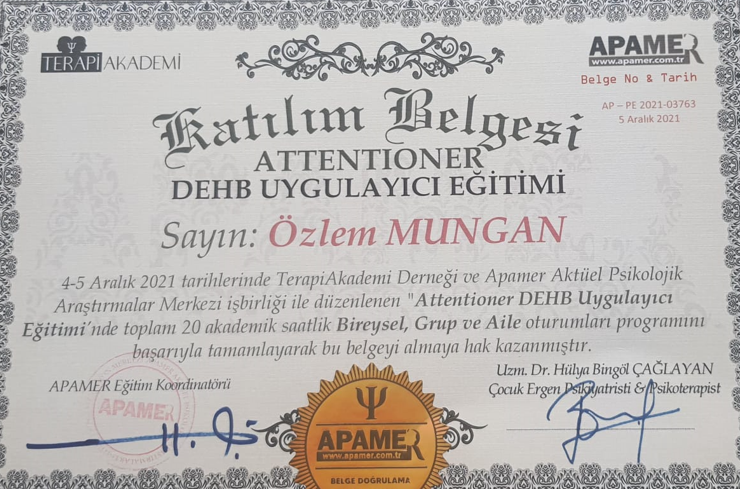 TERAPİ AKADEMİ
APAMER
www.apamer.com.tr
Belge No & Tarih
AP – PE 2021-03763
5 Aralık 2021
Katılım Belgesi
ATTENTIONER
DEHB UYGULAYICI EĞİTİMİ
Sayın: Özlem MUNGAN
4-5 Aralık 2021 tarihlerinde TerapiAkademi Derneği ve Apamer Aktüel Psikolojik
Araştırmalar Merkezi işbirliği ile düzenlenen "Attentioner DEHB Uygulayıcı
Eğitimi'nde toplam 20 akademik saatlik Bireysel, Grup ve Aile oturumları programını
başarıyla tamamlayarak bu belgeyi almaya hak kazanmıştır.
APAMER Eğitim Koordinatörü
Uzm. Dr. Hülya Bingöl ÇAĞLAYAN
Çocuk Ergen Psikiyatristi & Psikoterapist
APAMER
APAMER
www.apamer.com.tr
BELGE DOĞRULAMA